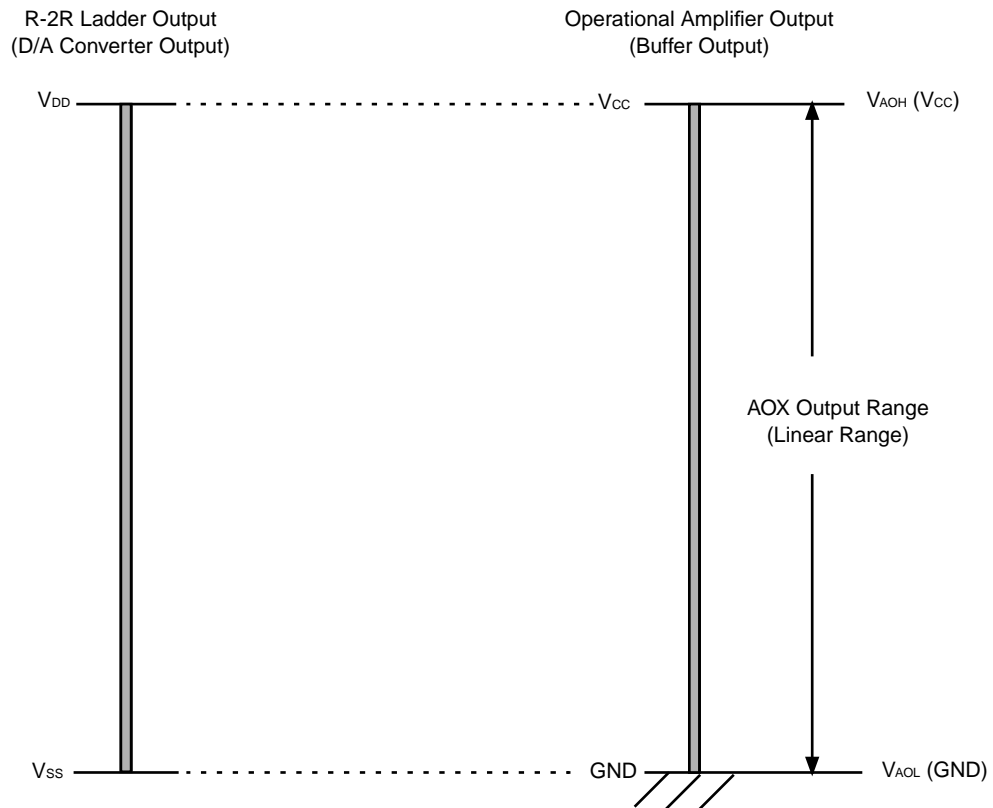 R-2R Ladder Output
(D/A Converter Output)
Operational Amplifier Output
(Buffer Output)
VDD
VCC
VAOH (VCC)
AOX Output Range
(Linear Range)
VSS
GND
VAOL (GND)